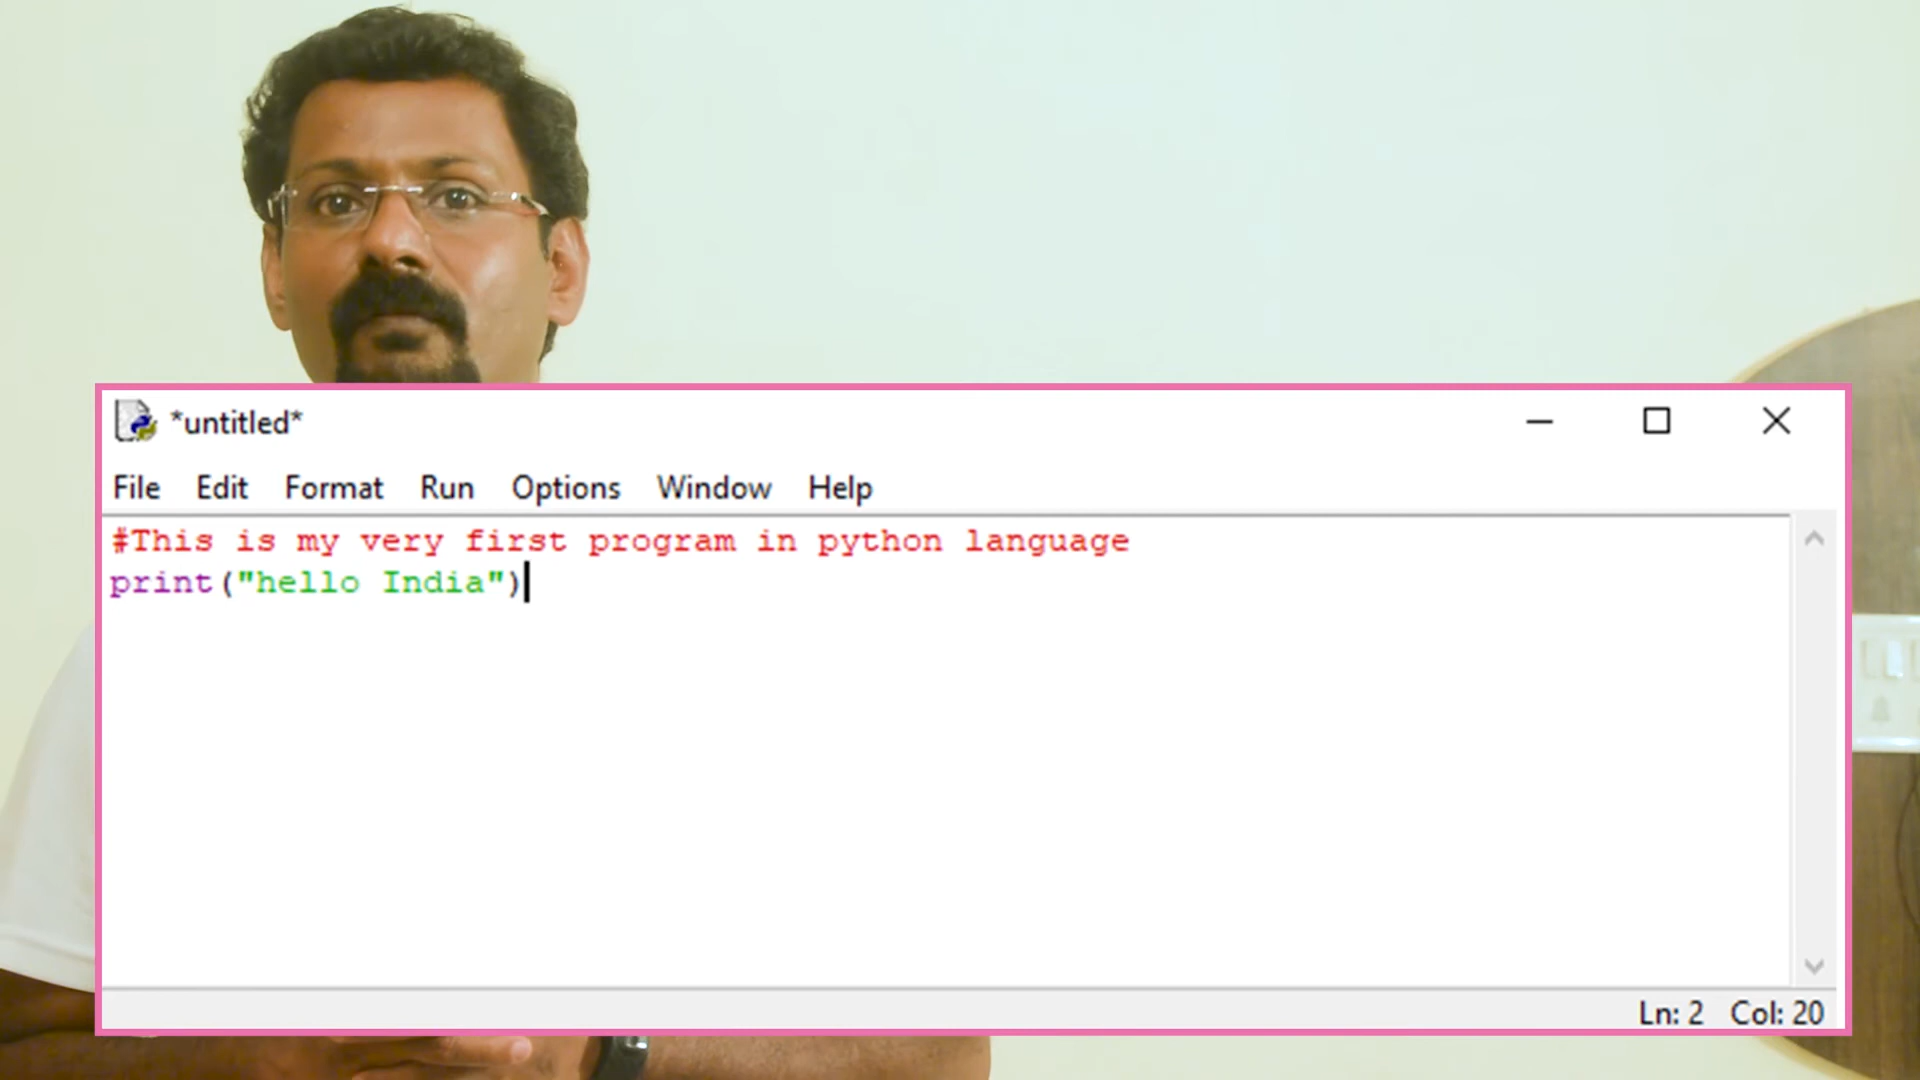 *untitled*
File Edit Format Run Options Window Help
#This is my very first program in python language
print("hello India")
Ln: 2 Col: 20